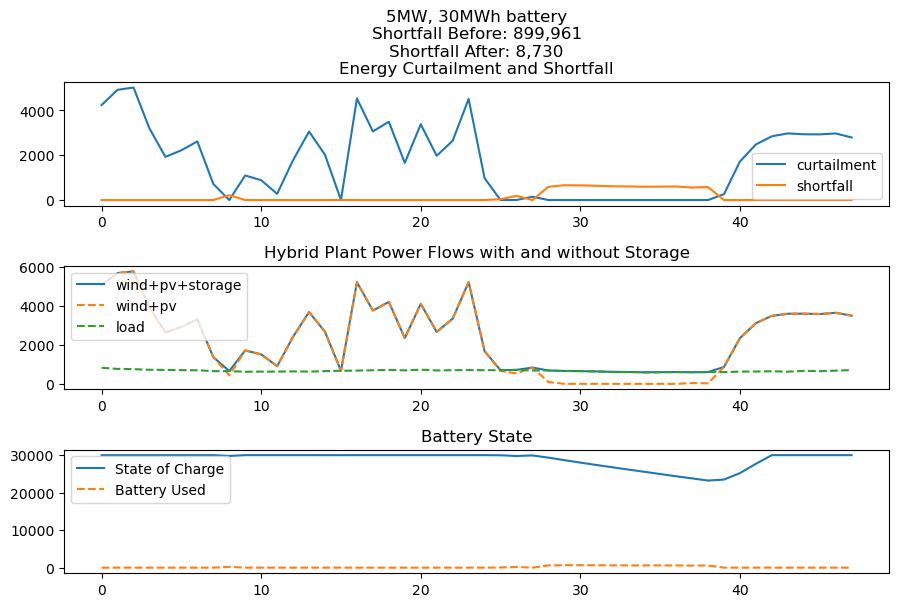 5MW, 30MWh battery
Shortfall Before: 899,961
Shortfall After: 8,730
Energy Curtailment and Shortfall
4000
2000
0
curtailment
shortfall
0
10
20
30
40
Hybrid Plant Power Flows with and without Storage
6000
4000
2000
0
wind+pv+storage
wind+pv
load
0
10
20
30
40
Battery State
30000
20000
10000
0
State of Charge
Battery Used
0
10
20
30
40